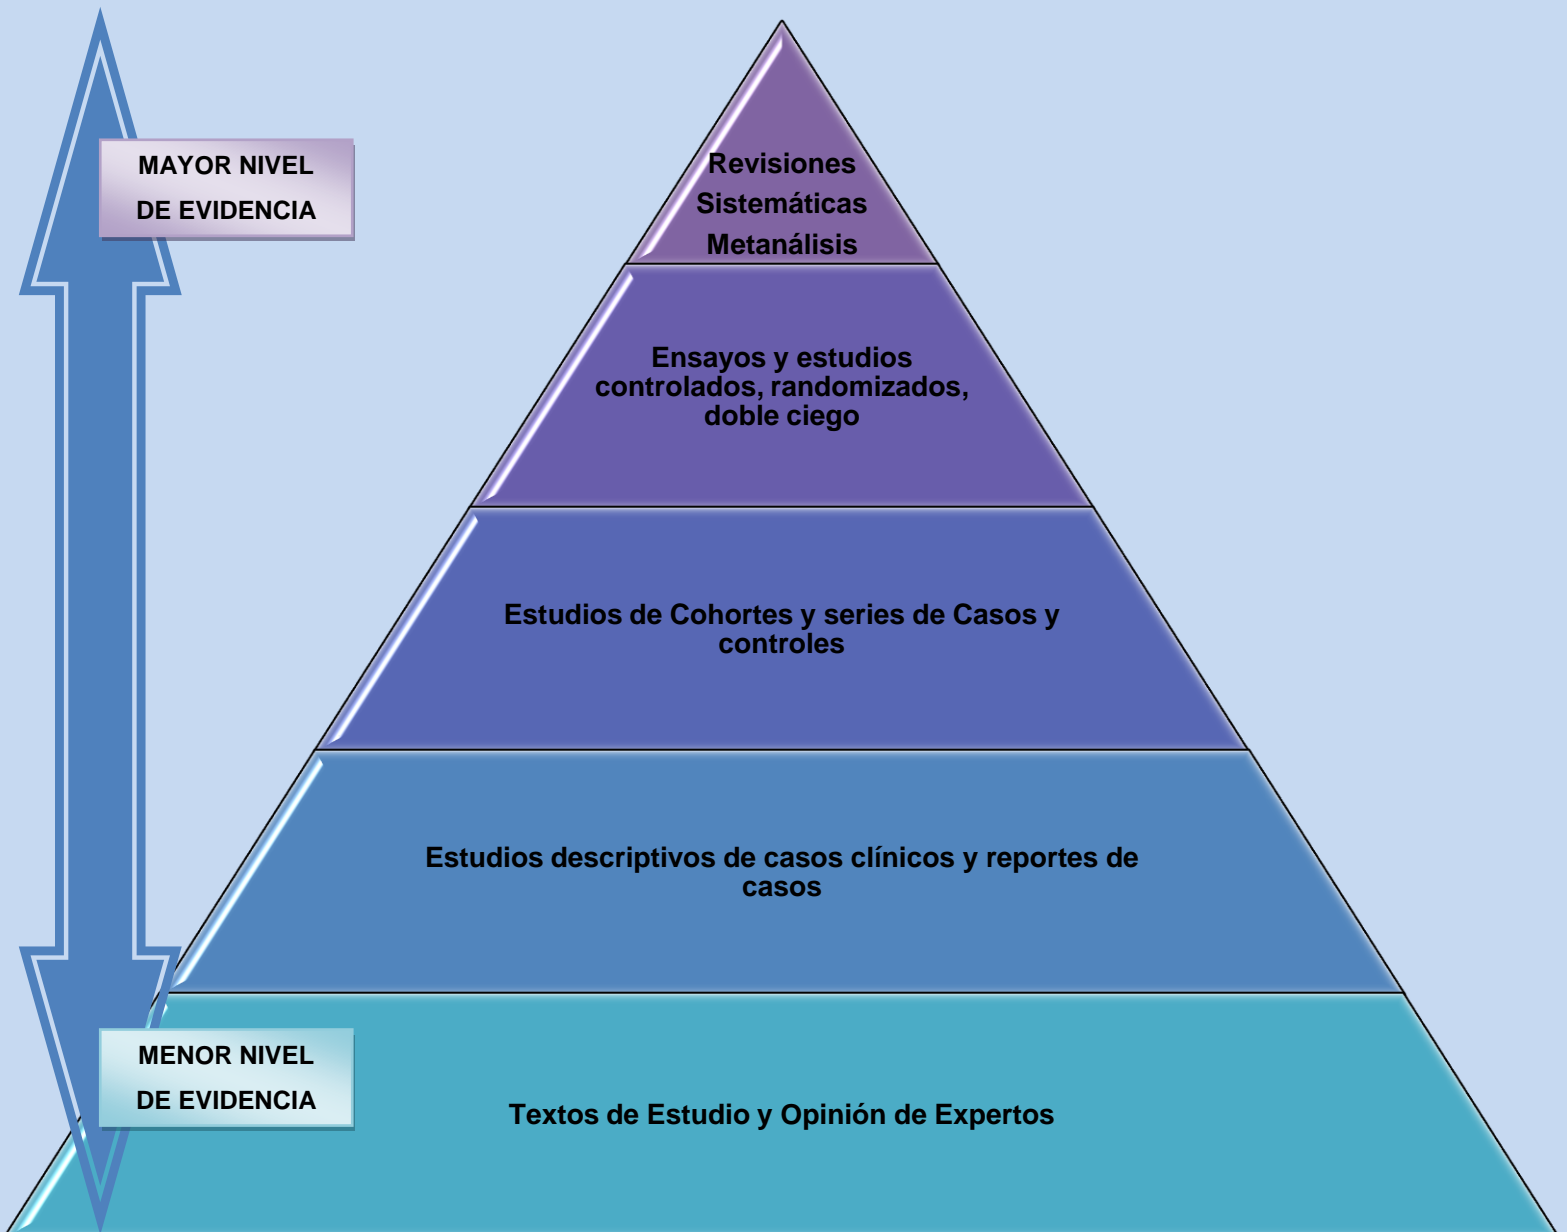 MAYOR NIVEL
DE EVIDENCIA
Revisiones
Sistemáticas
Metanálisis
Ensayos y estudios
controlados, randomizados,
doble ciego
Estudios de Cohortes y series de Casos y
controles
Estudios descriptivos de casos clínicos y reportes de
casos
MENOR NIVEL
DE EVIDENCIA
Textos de Estudio y Opinión de Expertos